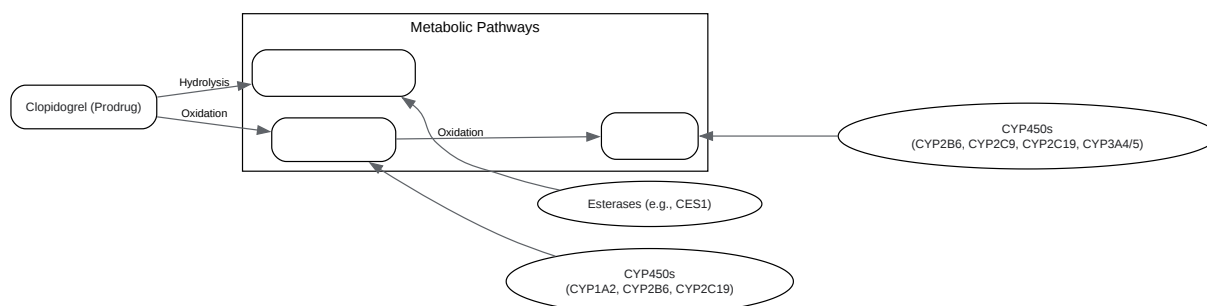 Metabolic Pathways
Hydrolysis
Clopidogrel (Prodrug)
Oxidation
Oxidation
CYP450s
(CYP2B6, CYP2C9, CYP2C19, CYP3A4/5)
Esterases (e.g., CES1)
CYP450s
(CYP1A2, CYP2B6, CYP2C19)